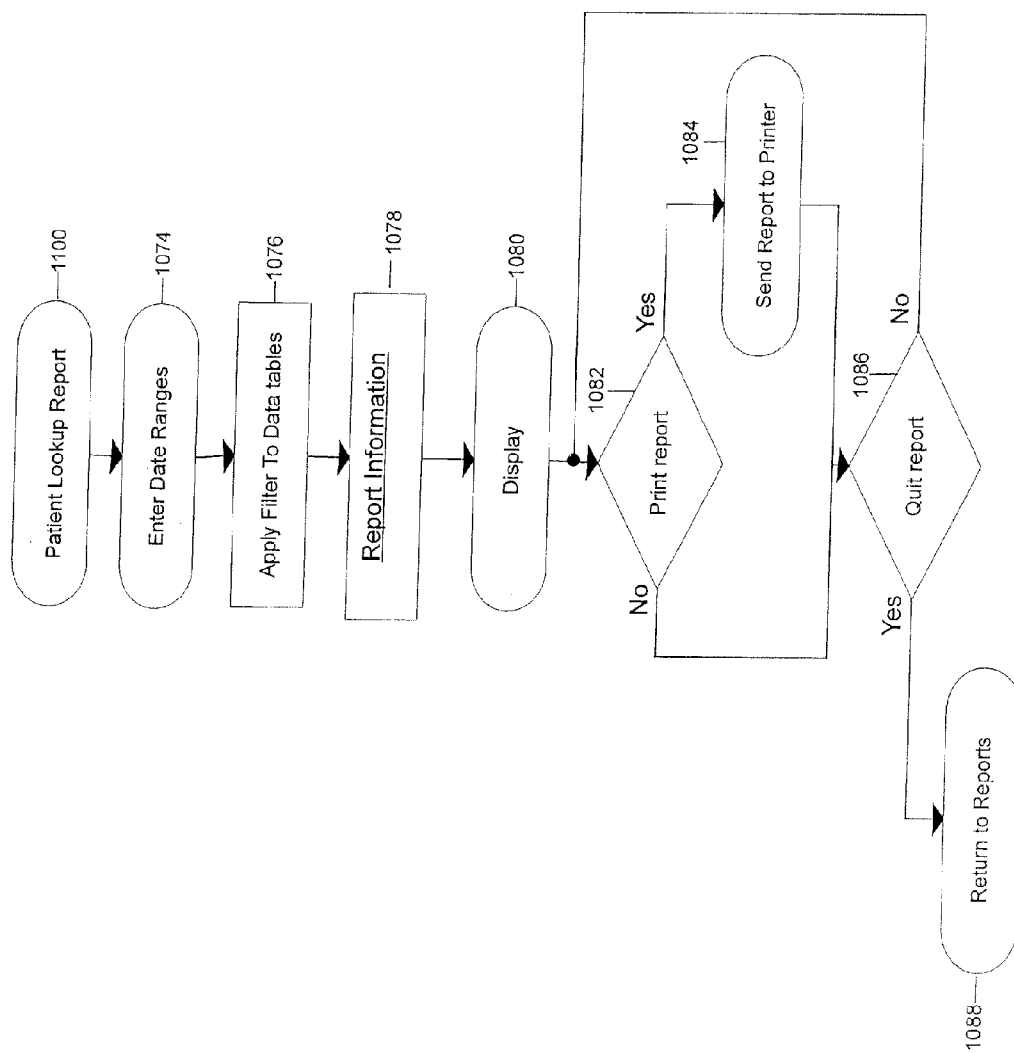 Patient Lookup Report
1100
Enter Date Ranges
1074
Apply Filter To Data tables
1076
Report Information
1078
Display
1080
Print report
1082
Yes
No
Send Report to Printer
1084
Quit report
1086
No
Yes
Return to Reports
1088